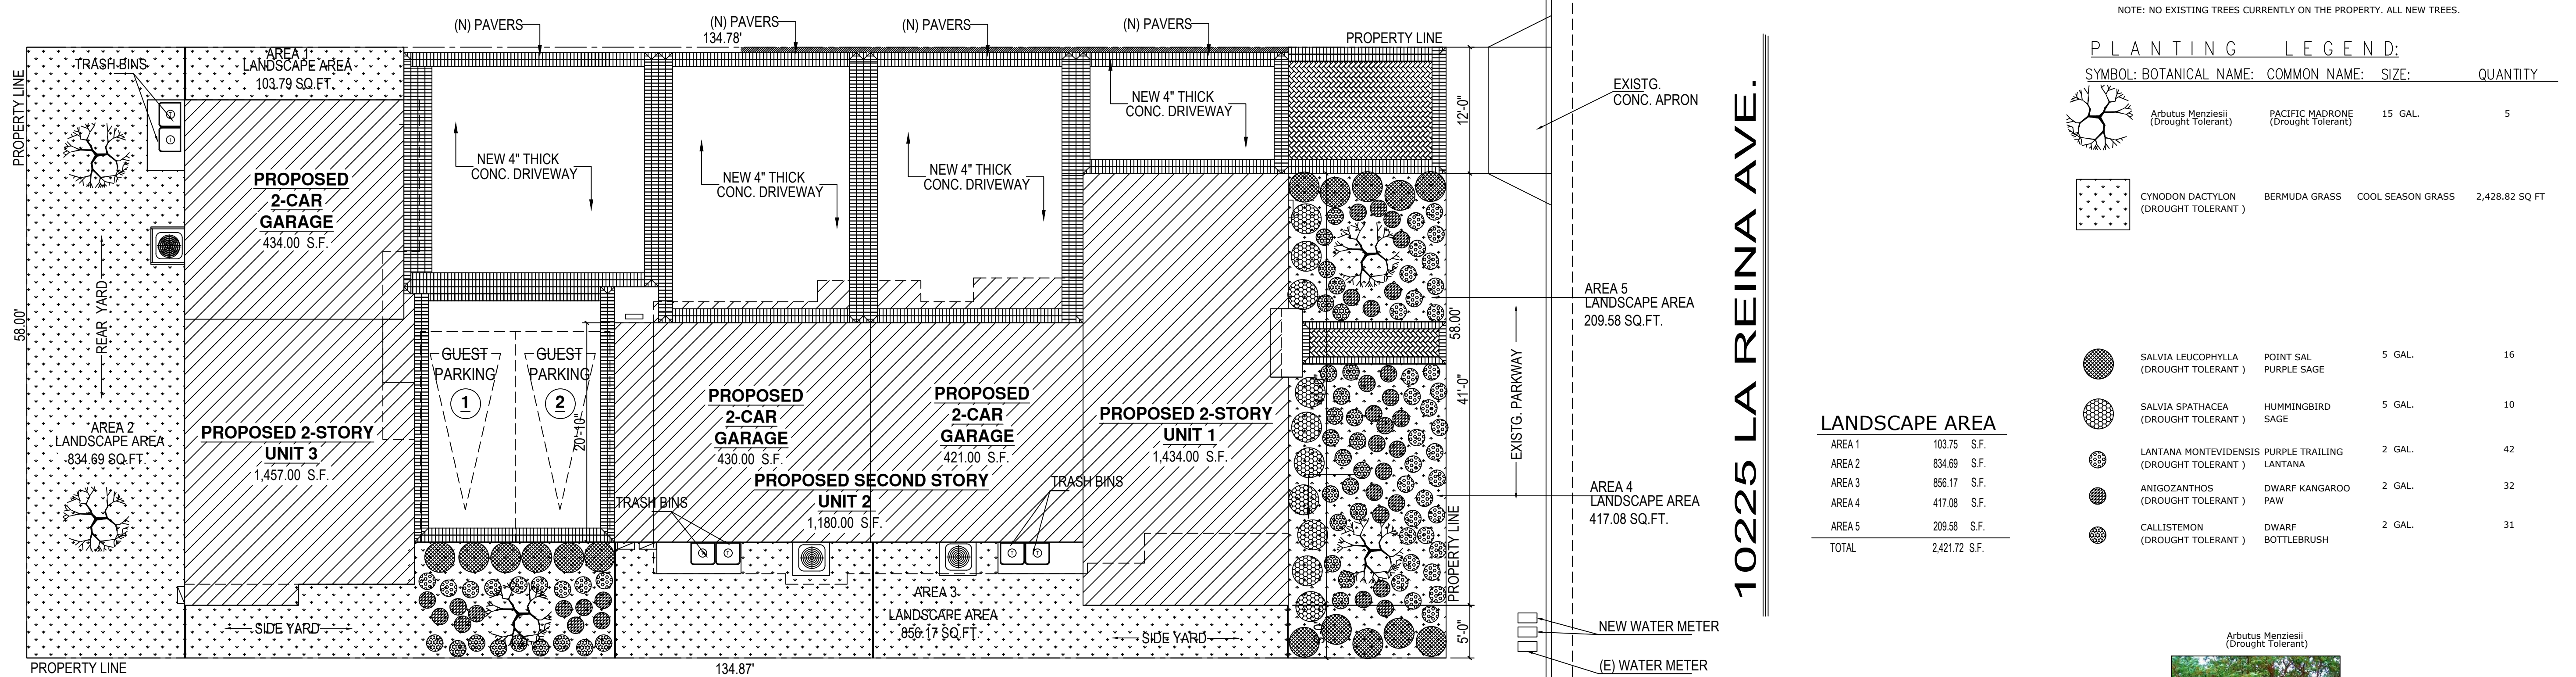 NOTE: NO EXISTING TREES CURRENTLY ON THE PROPERTY. ALL NEW TREES.
(N) PAVERS
(N) PAVERS
(N) PAVERS
(N) PAVERS
134.78'
PROPERTY LINE
PROPERTY LINE
TRASH BINS
AREA 1
LANDSCAPE AREA
103.79 SQ.FT.
NEW 4" THICK
CONC. DRIVEWAY
NEW 4" THICK
CONC. DRIVEWAY
NEW 4" THICK
CONC. DRIVEWAY
NEW 4" THICK
CONC. DRIVEWAY
12'-0"
EXISTG.
CONC. APRON
PROPOSED
2-CAR
GARAGE
434.00 S.F.
REAR YARD
58.00'
AREA 2
LANDSCAPE AREA
834.69 SQ.FT.
PROPOSED 2-STORY
UNIT 3
1,457.00 S.F.
GUEST
PARKING
1
GUEST
PARKING
2
20'-10"
PROPOSED
2-CAR
GARAGE
430.00 S.F.
PROPOSED
2-CAR
GARAGE
421.00 S.F.
PROPOSED SECOND STORY
UNIT 2
1,180.00 S.F.
TRASH BINS
TRASH BINS
PROPOSED 2-STORY
UNIT 1
1,434.00 S.F.
58.00'
41'-0"
5'-0"
PROPERTY LINE
EXISTG. PARKWAY
AREA 5
LANDSCAPE AREA
209.58 SQ.FT.
AREA 4
LANDSCAPE AREA
417.08 SQ.FT.
AREA 3
LANDSCAPE AREA
856.17 SQ.FT.
SIDE YARD
SIDE YARD
PROPERTY LINE
134.87'
NEW WATER METER
(E) WATER METER
10225 LA REINA AVE.
LANDSCAPE AREA
AREA 1 103.75 S.F.
AREA 2 834.69 S.F.
AREA 3 856.17 S.F.
AREA 4 417.08 S.F.
AREA 5 209.58 S.F.
TOTAL 2,421.72 S.F.
PLANTING LEGEND:
SYMBOL: BOTANICAL NAME: COMMON NAME: SIZE: QUANTITY
Arbutus Menziesii PACIFIC MADRONE 15 GAL. 5
(Drought Tolerant) (Drought Tolerant)
CYNODON DACTYLON BERMUDA GRASS COOL SEASON GRASS 2,428.82 SQ FT
(DROUGHT TOLERANT )
SALVIA LEUCOPHYLLA POINT SAL 5 GAL. 16
(DROUGHT TOLERANT ) PURPLE SAGE
SALVIA SPATHACEA HUMMINGBIRD 5 GAL. 10
(DROUGHT TOLERANT ) SAGE
LANTANA MONTEVIDENSIS PURPLE TRAILING 2 GAL. 42
(DROUGHT TOLERANT ) LANTANA
ANIGOZANTHOS DWARF KANGAROO 2 GAL. 32
(DROUGHT TOLERANT ) PAW
CALLISTEMON DWARF 2 GAL. 31
(DROUGHT TOLERANT ) BOTTLEBRUSH
Arbutus Menziesii
(Drought Tolerant)